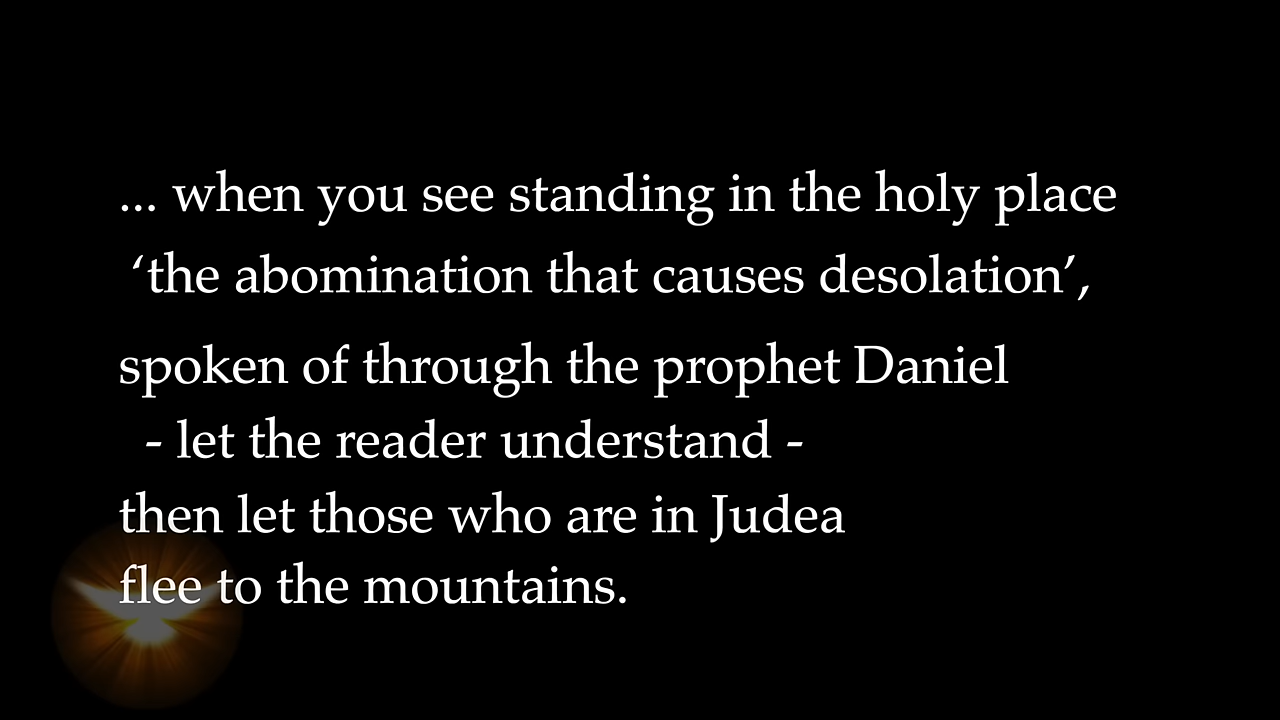 ... when you see standing in the holy place
‘the abomination that causes desolation’,
spoken of through the prophet Daniel
- let the reader understand -
then let those who are in Judea
flee to the mountains.